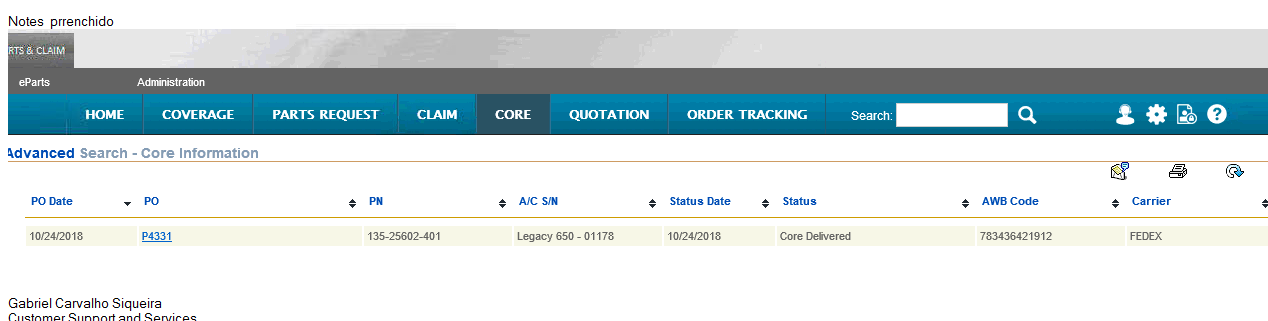 Notes prenchido
RTS & CLAIM
eParts Administration
HOME COVERAGE PARTS REQUEST CLAIM CORE QUOTATION ORDER TRACKING Search:
Advanced Search - Core Information
PO Date PO PN A/C S/N Status Date Status AWB Code Carrier
10/24/2018 P4331 135-25602-401 Legacy 650 - 01178 10/24/2018 Core Delivered 783436421912 FEDEX
Gabriel Carvalho Siqueira
Customer Support and Services